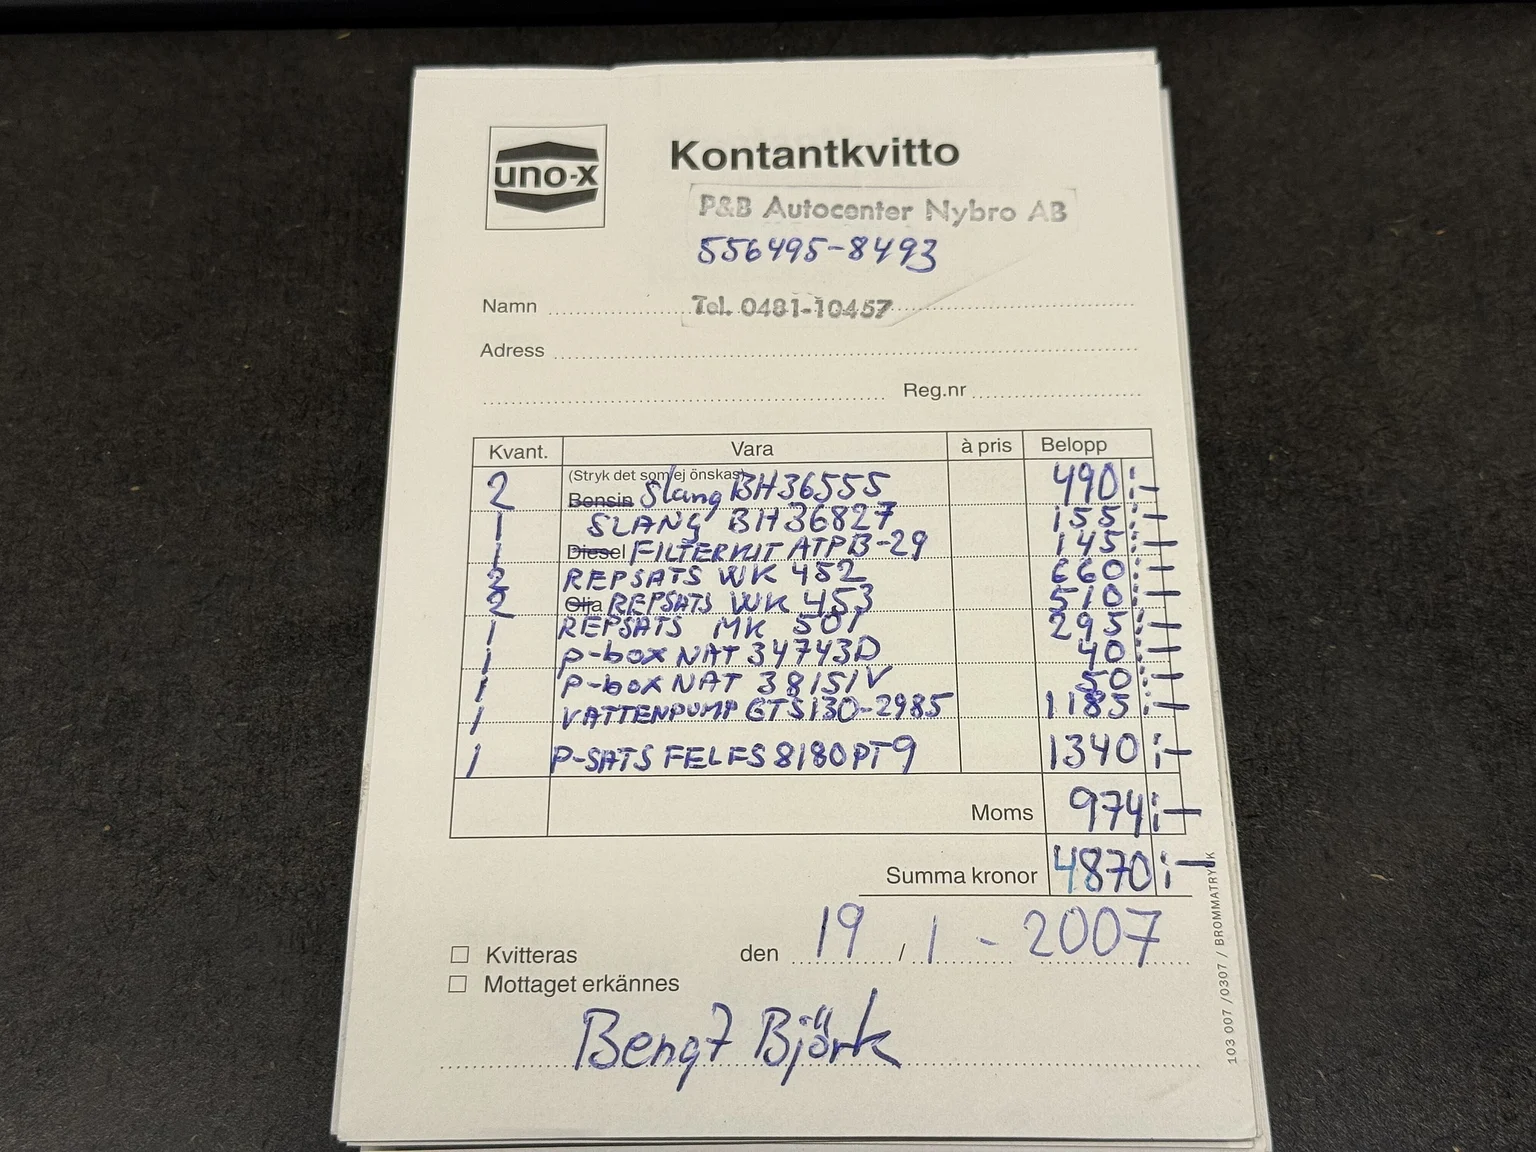 uno-x
Kontantkvitto
P&B Autocenter Nybro AB
556495-8493
Namn Tel. 0481-10457
Adress
Reg.nr
Kvant. Vara à pris Belopp
(Stryk det som ej önskas)
2 Bensin Slang BH36555 490:-
1 SLANG BH36827 155:-
1 Diesel FILTERKIT ATPB-29 145:-
2 REPSATS WK 452 660:-
2 Olja REPSATS WK 453 510:-
1 REPSATS MK 501 295:-
1 P-box NAT 34743D 40:-
1 P-box NAT 38151V 50:-
1 VATTENPUMP GTS130-2985 1185:-
1 P-SATS FELFS8180PT9 1340:-
Moms 974:-
Summa kronor 4870:-
Kvitteras den 19 / 1 - 2007
Mottaget erkännes
Bengt Björk
103 007 /0307 / BROMMATRYCK